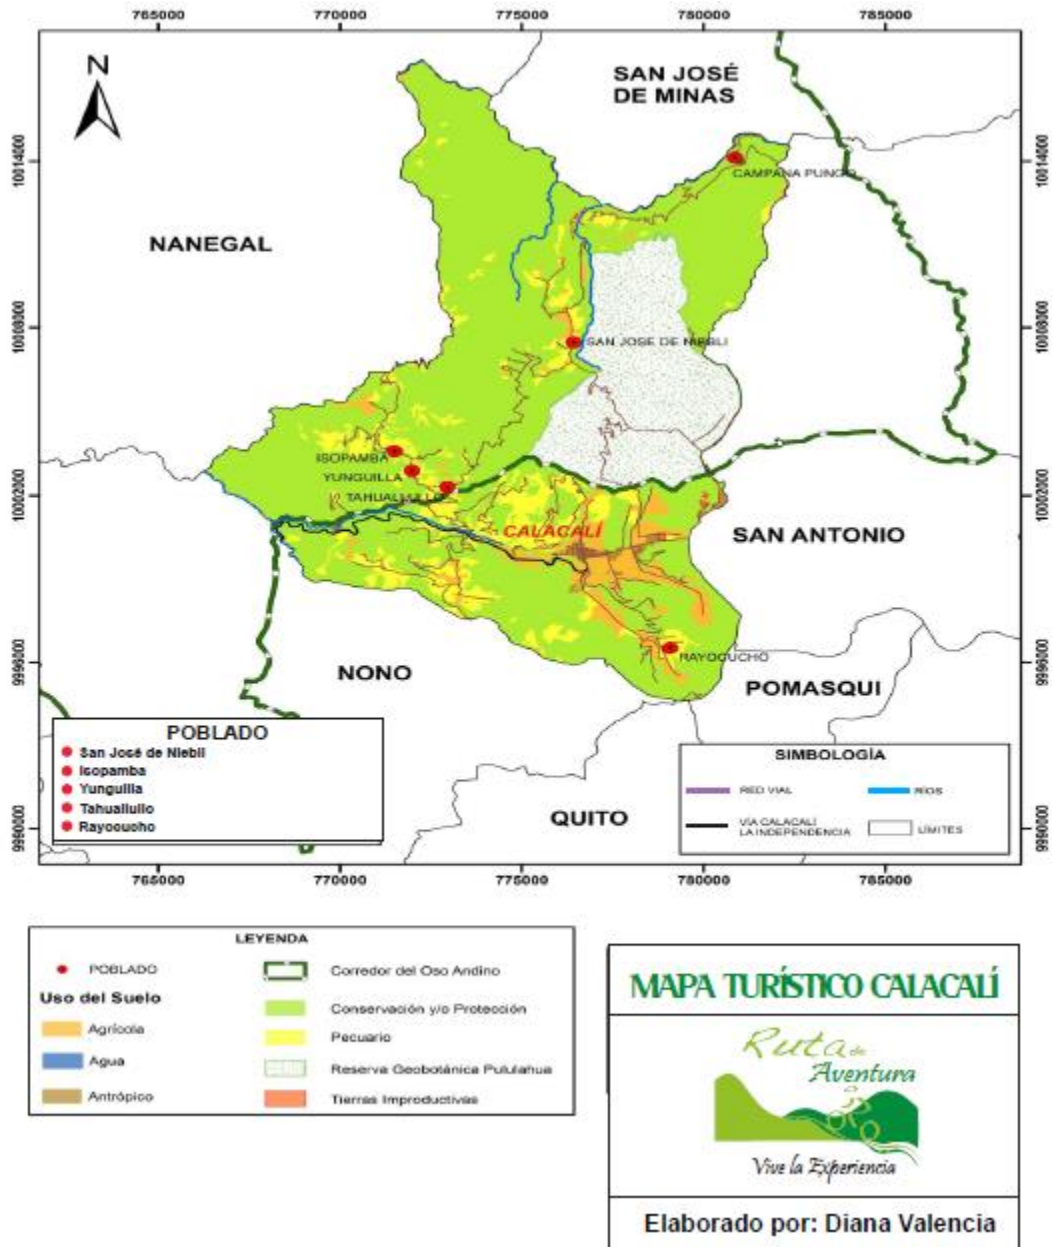 765000 770000 775000 780000 785000
N
SAN JOSÉ
DE MINAS
10014000
10014000
CAMPANA PUNGO
NANEGAL
10008000
10008000
SAN JOSE DE NIEBLI
ISOPAMBA
YUNGUILLA
TAHUALLULLO
10002000
10002000
CALACALÍ
SAN ANTONIO
9996000
9996000
RAYOCUCHO
NONO
POMASQUI
POBLADO
San José de Niebli
Isopamba
Yunguilla
Tahuallullo
Rayocucho
SIMBOLOGÍA
RED VIAL
RÍOS
VÍA CALACALÍ
LA INDEPENDENCIA
LÍMITES
QUITO
9990000
9990000
765000 770000 775000 780000 785000
LEYENDA
POBLADO
Uso del Suelo
Agrícola
Agua
Antrópico
Corredor del Oso Andino
Conservación y/o Protección
Pecuario
Reserva Geobotánica Pululahua
Tierras Improductivas
MAPA TURÍSTICO CALACALÍ
Ruta de
Aventura
Vive la Experiencia
Elaborado por: Diana Valencia